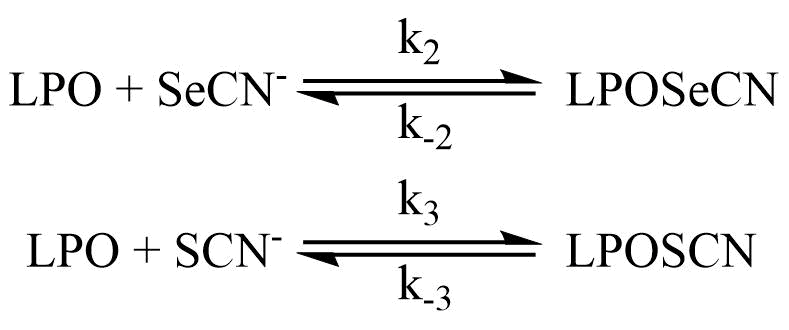 k2
LPO + SeCN- LPOSeCN
k-2
k3
LPO + SCN- LPOSCN
k-3